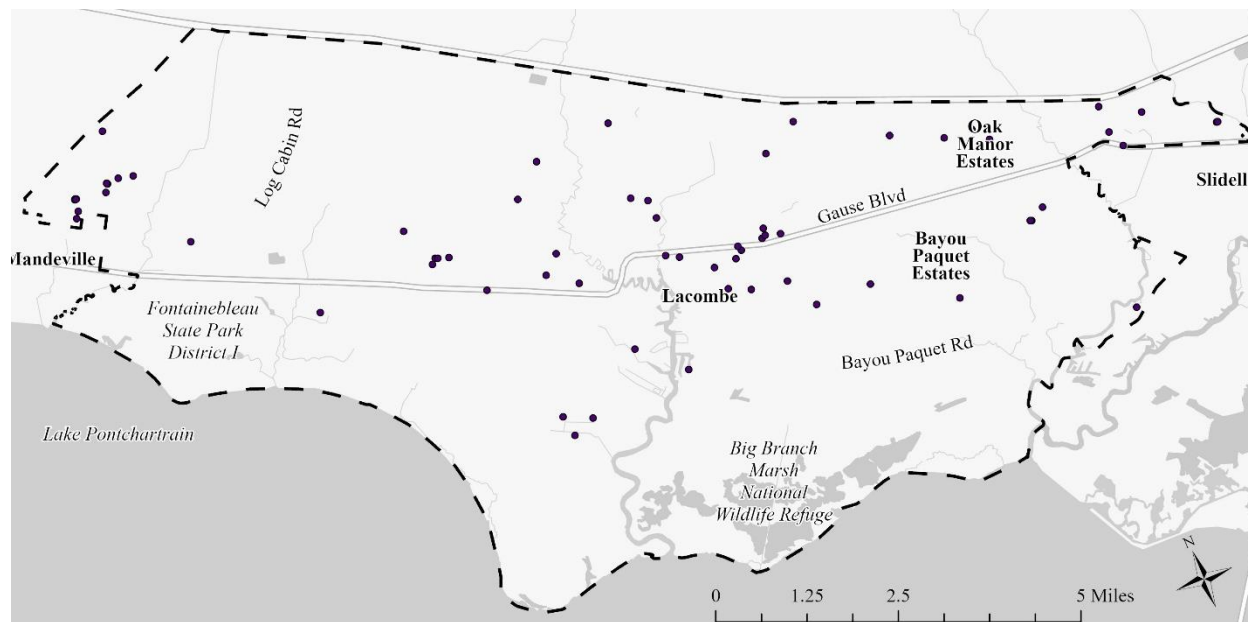 Log Cabin Rd
Oak
Manor
Estates
Slidell
Gause Blvd
Mandeville
Bayou
Paquet
Estates
Lacombe
Fontainebleau
State Park
District I
Bayou Paquet Rd
Lake Pontchartrain
Big Branch
Marsh
National
Wildlife Refuge
N
0 1.25 2.5 5 Miles